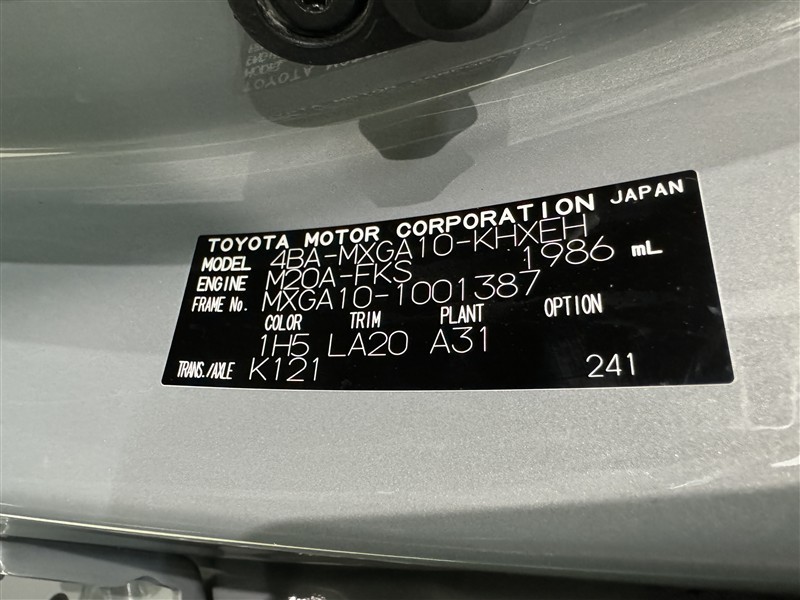 TOYOTA MOTOR CORPORATION JAPAN
MODEL 4BA-MXGA10-KHXEH
ENGINE M20A-FKS 1986 mL
FRAME No. MXGA10-1001387
COLOR TRIM PLANT OPTION
1H5 LA20 A31
TRANS./AXLE K121 241